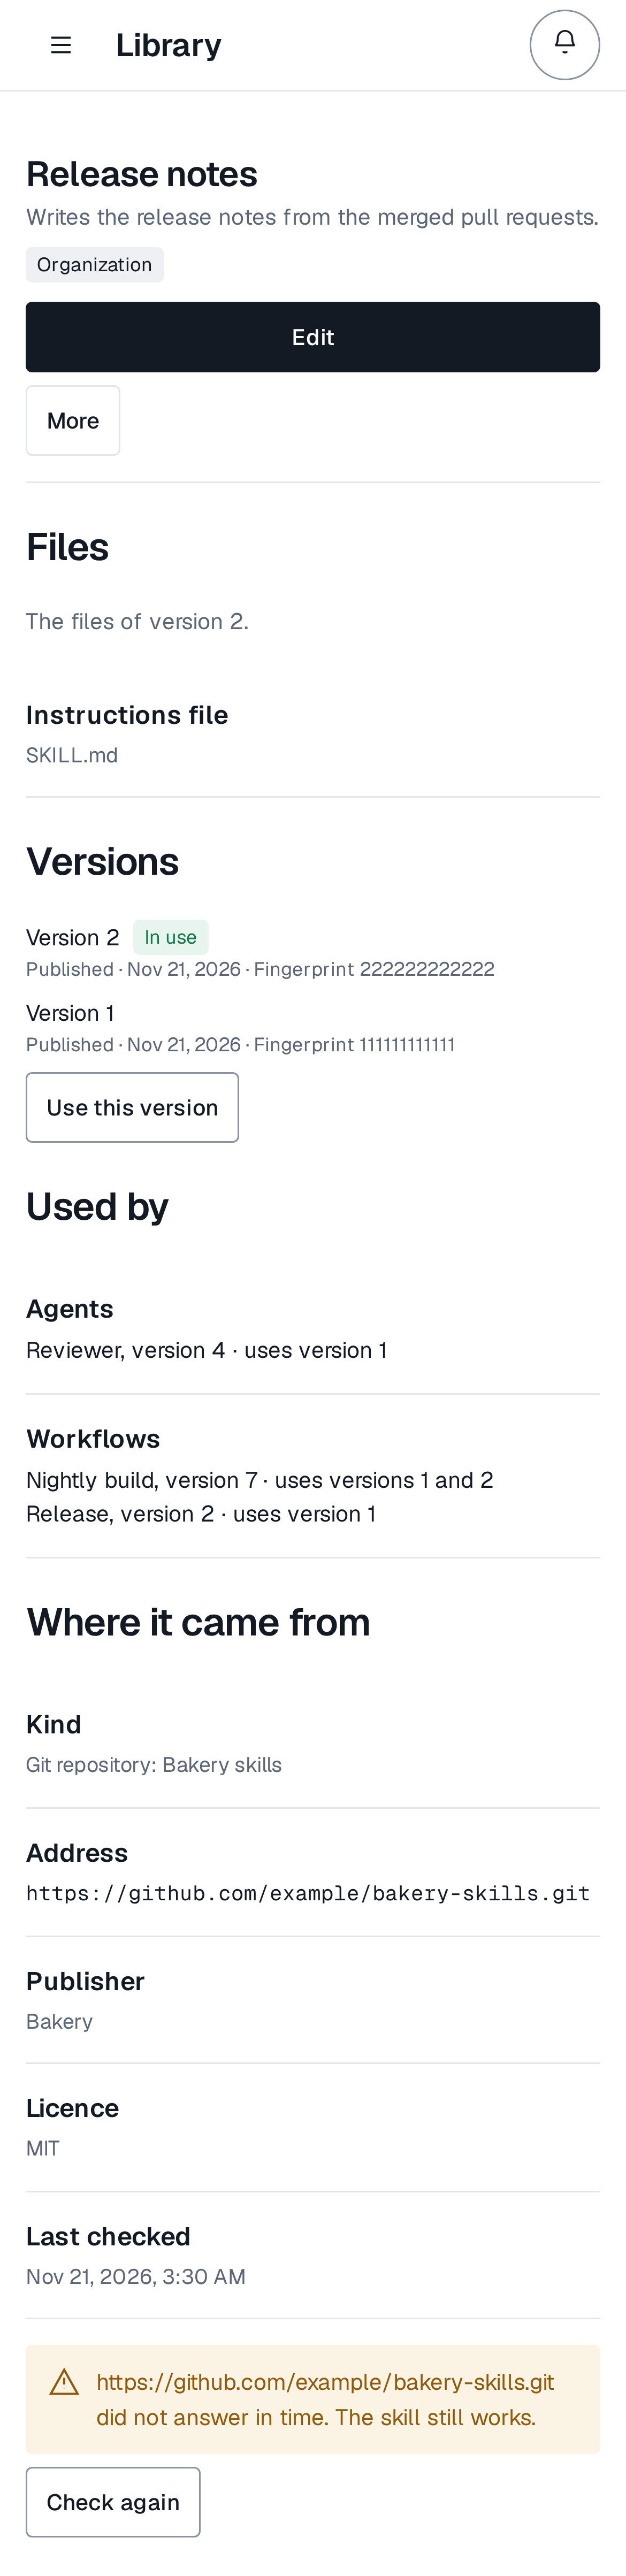 Library
Release notes
Writes the release notes from the merged pull requests.
Organization
Edit
More
Files
The files of version 2.
Instructions file
SKILL.md
Versions
Version 2 In use
Published · Nov 21, 2026 · Fingerprint 222222222222
Version 1
Published · Nov 21, 2026 · Fingerprint 111111111111
Use this version
Used by
Agents
Reviewer, version 4 · uses version 1
Workflows
Nightly build, version 7 · uses versions 1 and 2
Release, version 2 · uses version 1
Where it came from
Kind
Git repository: Bakery skills
Address
https://github.com/example/bakery-skills.git
Publisher
Bakery
Licence
MIT
Last checked
Nov 21, 2026, 3:30 AM
https://github.com/example/bakery-skills.git
did not answer in time. The skill still works.
Check again